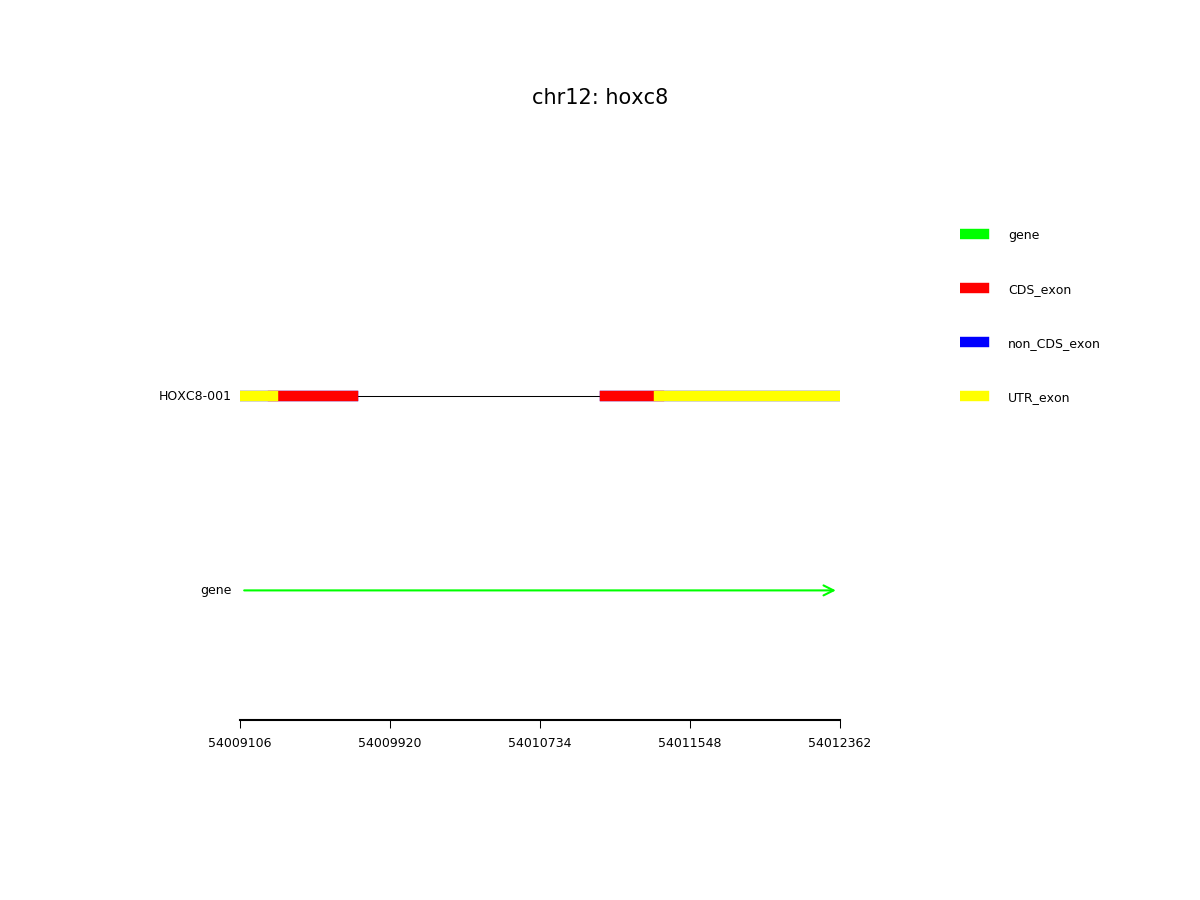 chr12: hoxc8
gene
CDS_exon
non_CDS_exon
HOXC8-001
UTR_exon
gene
54009106
54009920
54010734
54011548
54012362